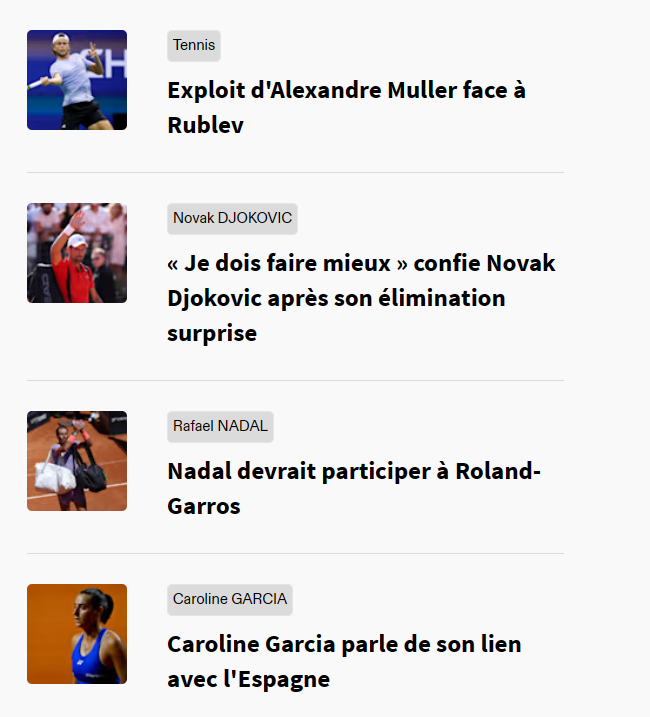 Tennis
Exploit d'Alexandre Muller face à
Rublev
Novak DJOKOVIC
« Je dois faire mieux » confie Novak
Djokovic après son élimination
surprise
Rafael NADAL
Nadal devrait participer à Roland-
Garros
Caroline GARCIA
Caroline Garcia parle de son lien
avec l'Espagne